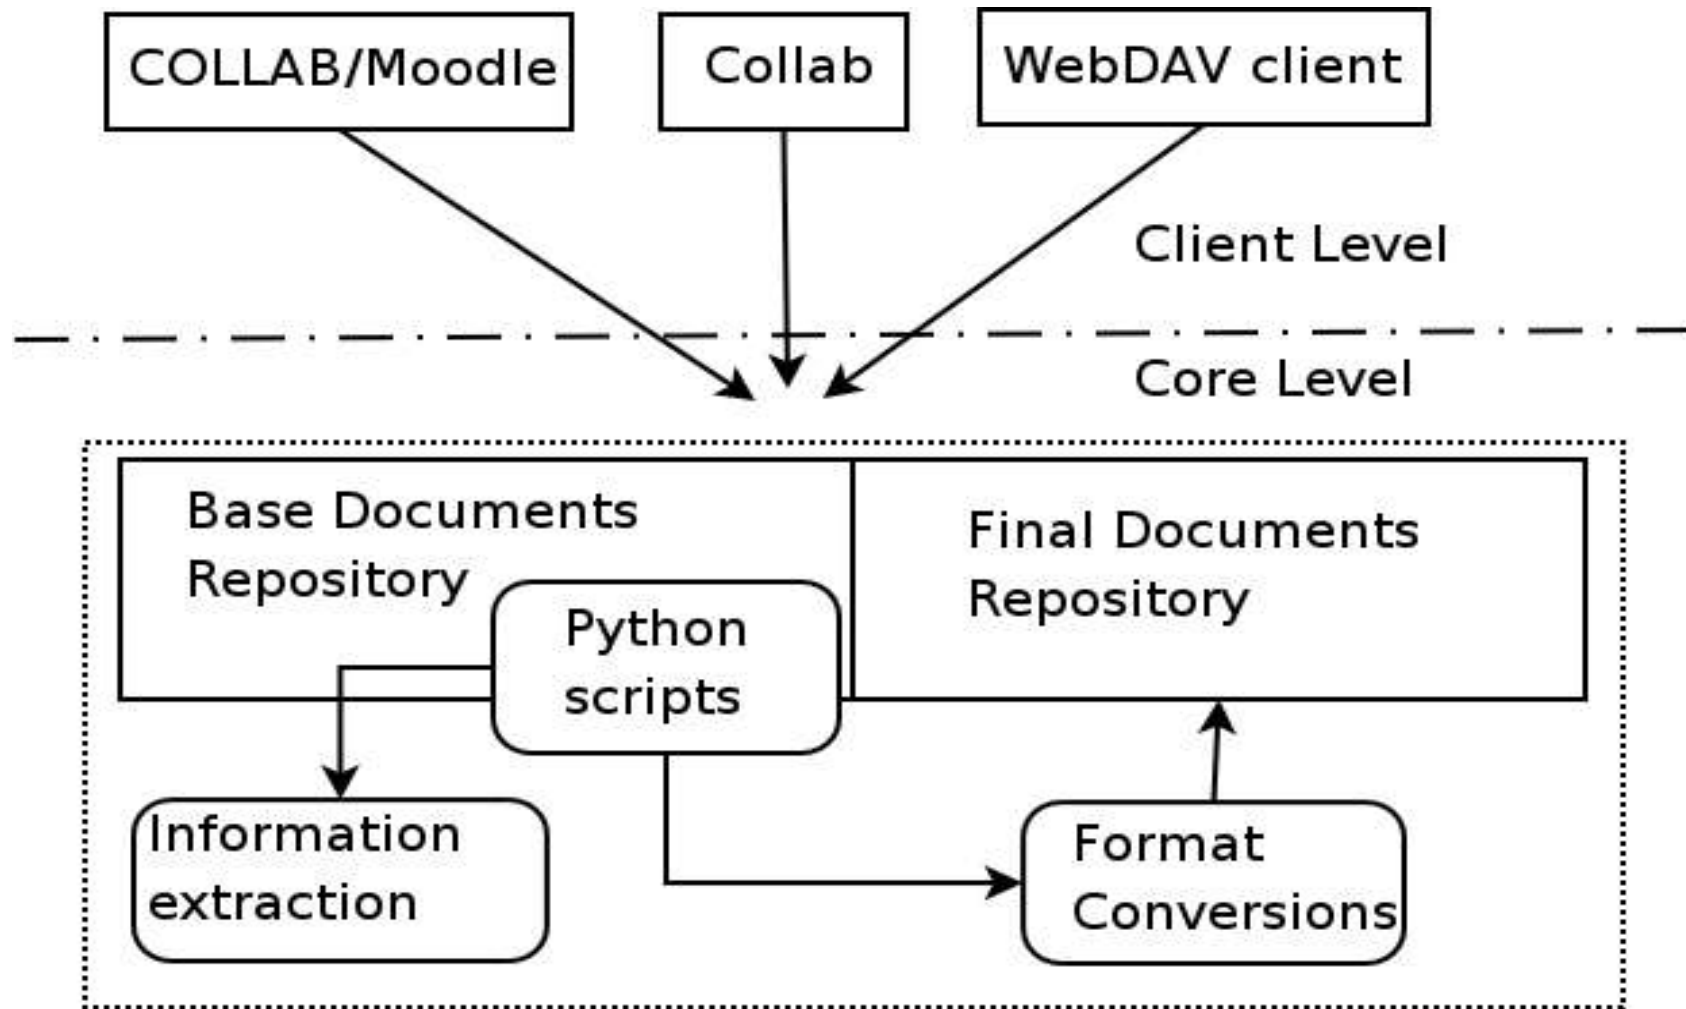 COLLAB/Moodle
Collab
WebDAV client
Client Level
Core Level
Base Documents
Repository
Final Documents
Repository
Python
scripts
Information
extraction
Format
Conversions